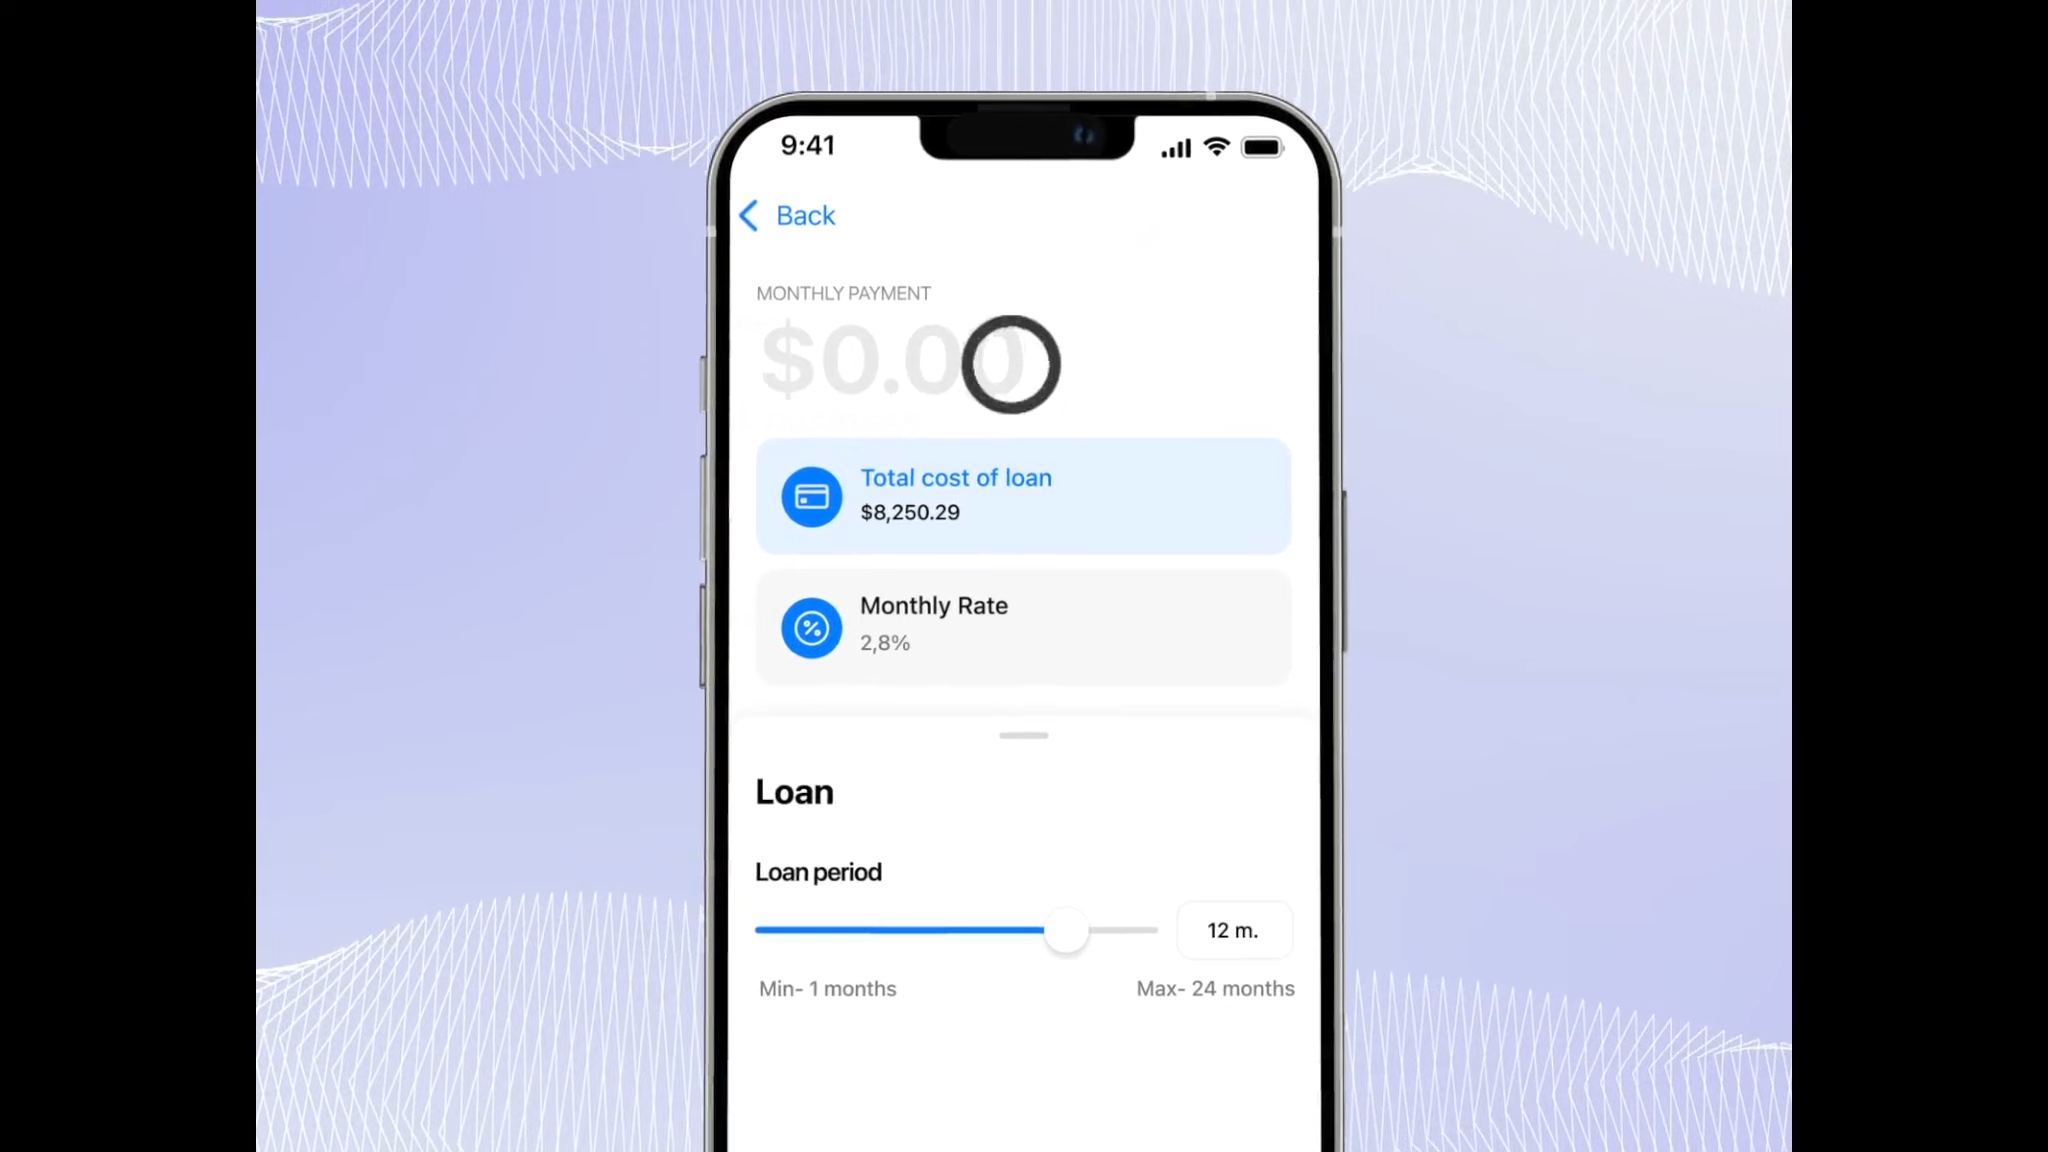 9:41
Back
MONTHLY PAYMENT
$0.00
Total cost of loan
$8,250.29
Monthly Rate
2,8%
Loan
Loan period
12 m.
Min- 1 months
Max- 24 months